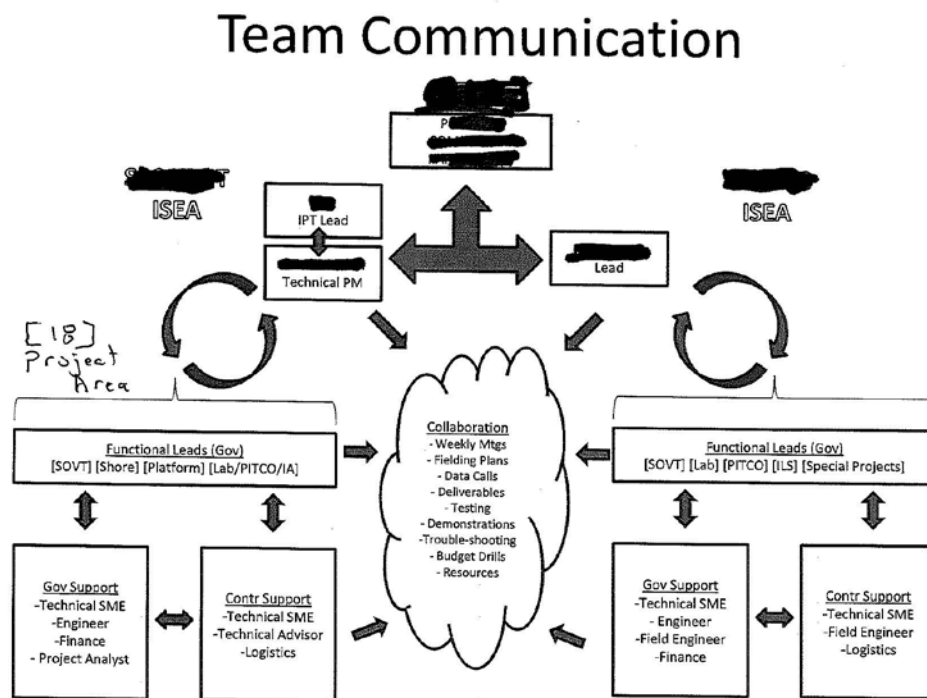 Team Communication
ISEA
ISEA
IPT Lead
Technical PM
Lead
[18]
Project
Area
Functional Leads (Gov)
[SOVT] [Shore] [Platform] [Lab/PITCO/IA]
Collaboration
- Weekly Mtgs
- Fielding Plans
- Data Calls
- Deliverables
- Testing
- Demonstrations
-Trouble-shooting
- Budget Drills
- Resources
Functional Leads (Gov)
[SOVT] [Lab] [PITCO] [ILS] [Special Projects]
Gov Support
-Technical SME
-Engineer
-Finance
- Project Analyst
Contr Support
-Technical SME
-Technical Advisor
-Logistics
Gov Support
-Technical SME
- Engineer
-Field Engineer
-Finance
Contr Support
-Technical SME
-Field Engineer
-Logistics